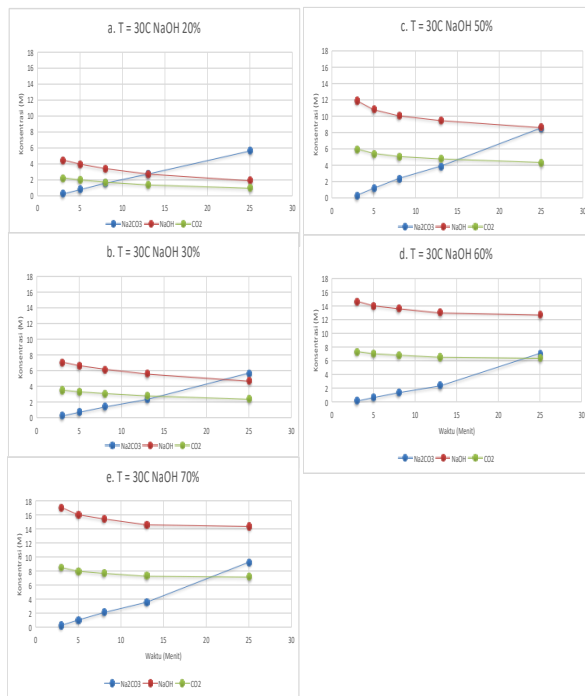 a. T = 30C NaOH 20%
Konsentrasi (M)
18
16
14
12
10
8
6
4
2
0
0 5 10 15 20 25 30
Na2CO3 NaOH CO2
b. T = 30C NaOH 30%
Konsentrasi (M)
18
16
14
12
10
8
6
4
2
0
0 5 10 15 20 25 30
Na2CO3 NaOH CO2
e. T = 30C NaOH 70%
Konsentrasi (M)
18
16
14
12
10
8
6
4
2
0
0 5 10 15 20 25 30
Waktu (Menit)
Na2CO3 NaOH CO2
c. T = 30C NaOH 50%
Konsentrasi (M)
18
16
14
12
10
8
6
4
2
0
0 5 10 15 20 25 30
Na2CO3 NaOH CO2
d. T = 30C NaOH 60%
Konsentrasi (M)
18
16
14
12
10
8
6
4
2
0
0 5 10 15 20 25 30
Waktu (Menit)
Na2CO3 NaOH CO2